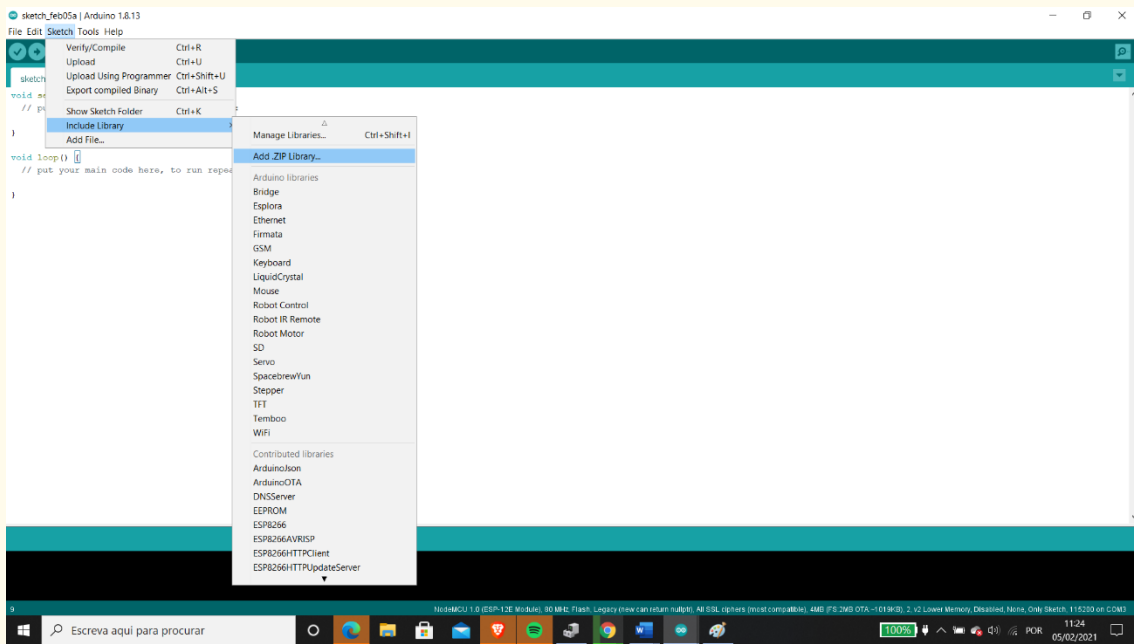 sketch_feb05a | Arduino 1.8.13
File Edit Sketch Tools Help
Verify/Compile Ctrl+R
Upload Ctrl+U
Upload Using Programmer Ctrl+Shift+U
Export compiled Binary Ctrl+Alt+S
Show Sketch Folder Ctrl+K
Include Library
Add File...
sketch
void se
// pu
}
void loop() {
// put your main code here, to run repea
}
Manage Libraries... Ctrl+Shift+I
Add .ZIP Library...
Arduino libraries
Bridge
Esplora
Ethernet
Firmata
GSM
Keyboard
LiquidCrystal
Mouse
Robot Control
Robot IR Remote
Robot Motor
SD
Servo
SpacebrewYun
Stepper
TFT
Temboo
WiFi
Contributed libraries
ArduinoJson
ArduinoOTA
DNSServer
EEPROM
ESP8266
ESP8266AVRISP
ESP8266HTTPClient
ESP8266HTTPUpdateServer
9 NodeMCU 1.0 (ESP-12E Module), 80 MHz, Flash, Legacy (new can return nullptr), All SSL ciphers (most compatible), 4MB (FS:2MB OTA:~1019KB), 2, v2 Lower Memory, Disabled, None, Only Sketch, 115200 on COM3
Escreva aqui para procurar
100% POR 11:24
05/02/2021